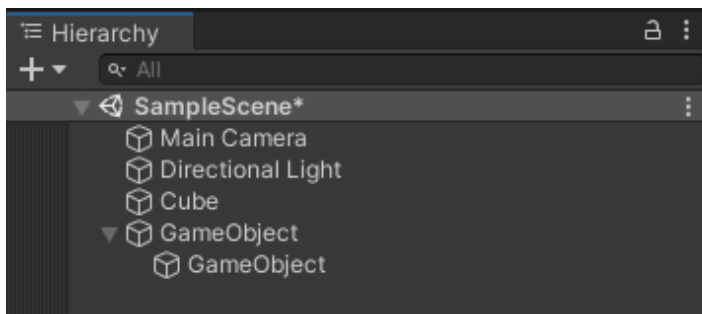 Hierarchy
All
SampleScene*
Main Camera
Directional Light
Cube
GameObject
GameObject